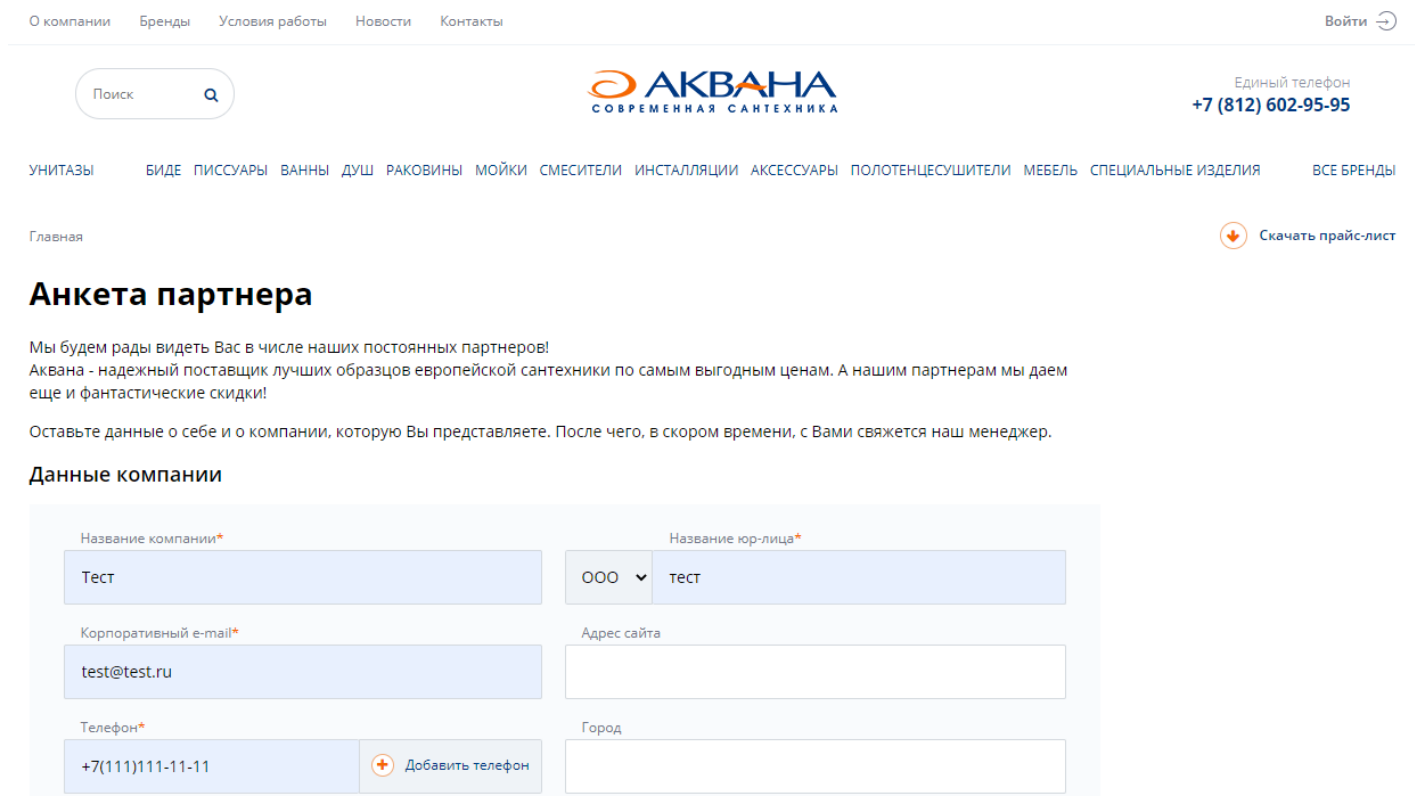 О компании Бренды Условия работы Новости Контакты Войти
Поиск
АКВАНА
СОВРЕМЕННАЯ САНТЕХНИКА
Единый телефон
+7 (812) 602-95-95
УНИТАЗЫ БИДЕ ПИССУАРЫ ВАННЫ ДУШ РАКОВИНЫ МОЙКИ СМЕСИТЕЛИ ИНСТАЛЛЯЦИИ АКСЕССУАРЫ ПОЛОТЕНЦЕСУШИТЕЛИ МЕБЕЛЬ СПЕЦИАЛЬНЫЕ ИЗДЕЛИЯ ВСЕ БРЕНДЫ
Главная Скачать прайс-лист
Анкета партнера
Мы будем рады видеть Вас в числе наших постоянных партнеров!
Аквана - надежный поставщик лучших образцов европейской сантехники по самым выгодным ценам. А нашим партнерам мы даем
еще и фантастические скидки!
Оставьте данные о себе и о компании, которую Вы представляете. После чего, в скором времени, с Вами свяжется наш менеджер.
Данные компании
Название компании* Название юр-лица*
Тест ООО тест
Корпоративный e-mail* Адрес сайта
test@test.ru
Телефон* Город
+7(111)111-11-11 Добавить телефон